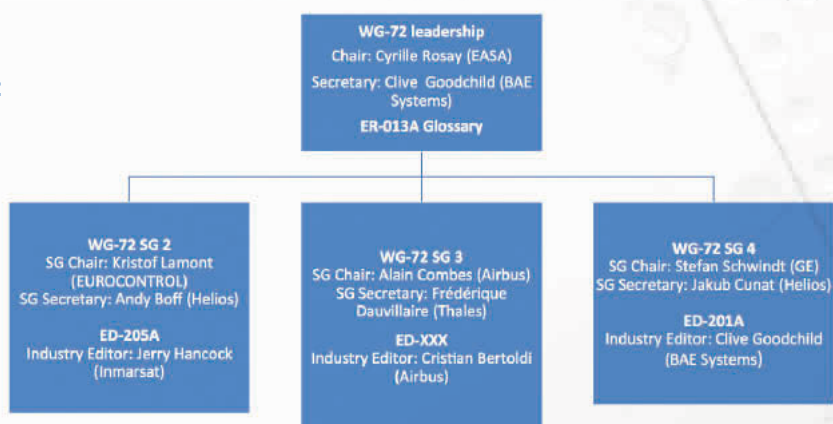 WG-72 leadership
Chair: Cyrille Rosay (EASA)
Secretary: Clive Goodchild (BAE
Systems)
ER-013A Glossary
WG-72 SG 2
SG Chair: Kristof Lamont
(EUROCONTROL)
SG Secretary: Andy Boff (Helios)
ED-205A
Industry Editor: Jerry Hancock
(Inmarsat)
WG-72 SG 3
SG Chair: Alain Combes (Airbus)
SG Secretary: Frédérique
Dauvillaire (Thales)
ED-XXX
Industry Editor: Cristian Bertoldi
(Airbus)
WG-72 SG 4
SG Chair: Stefan Schwindt (GE)
SG Secretary: Jakub Cunat (Helios)
ED-201A
Industry Editor: Clive Goodchild
(BAE Systems)